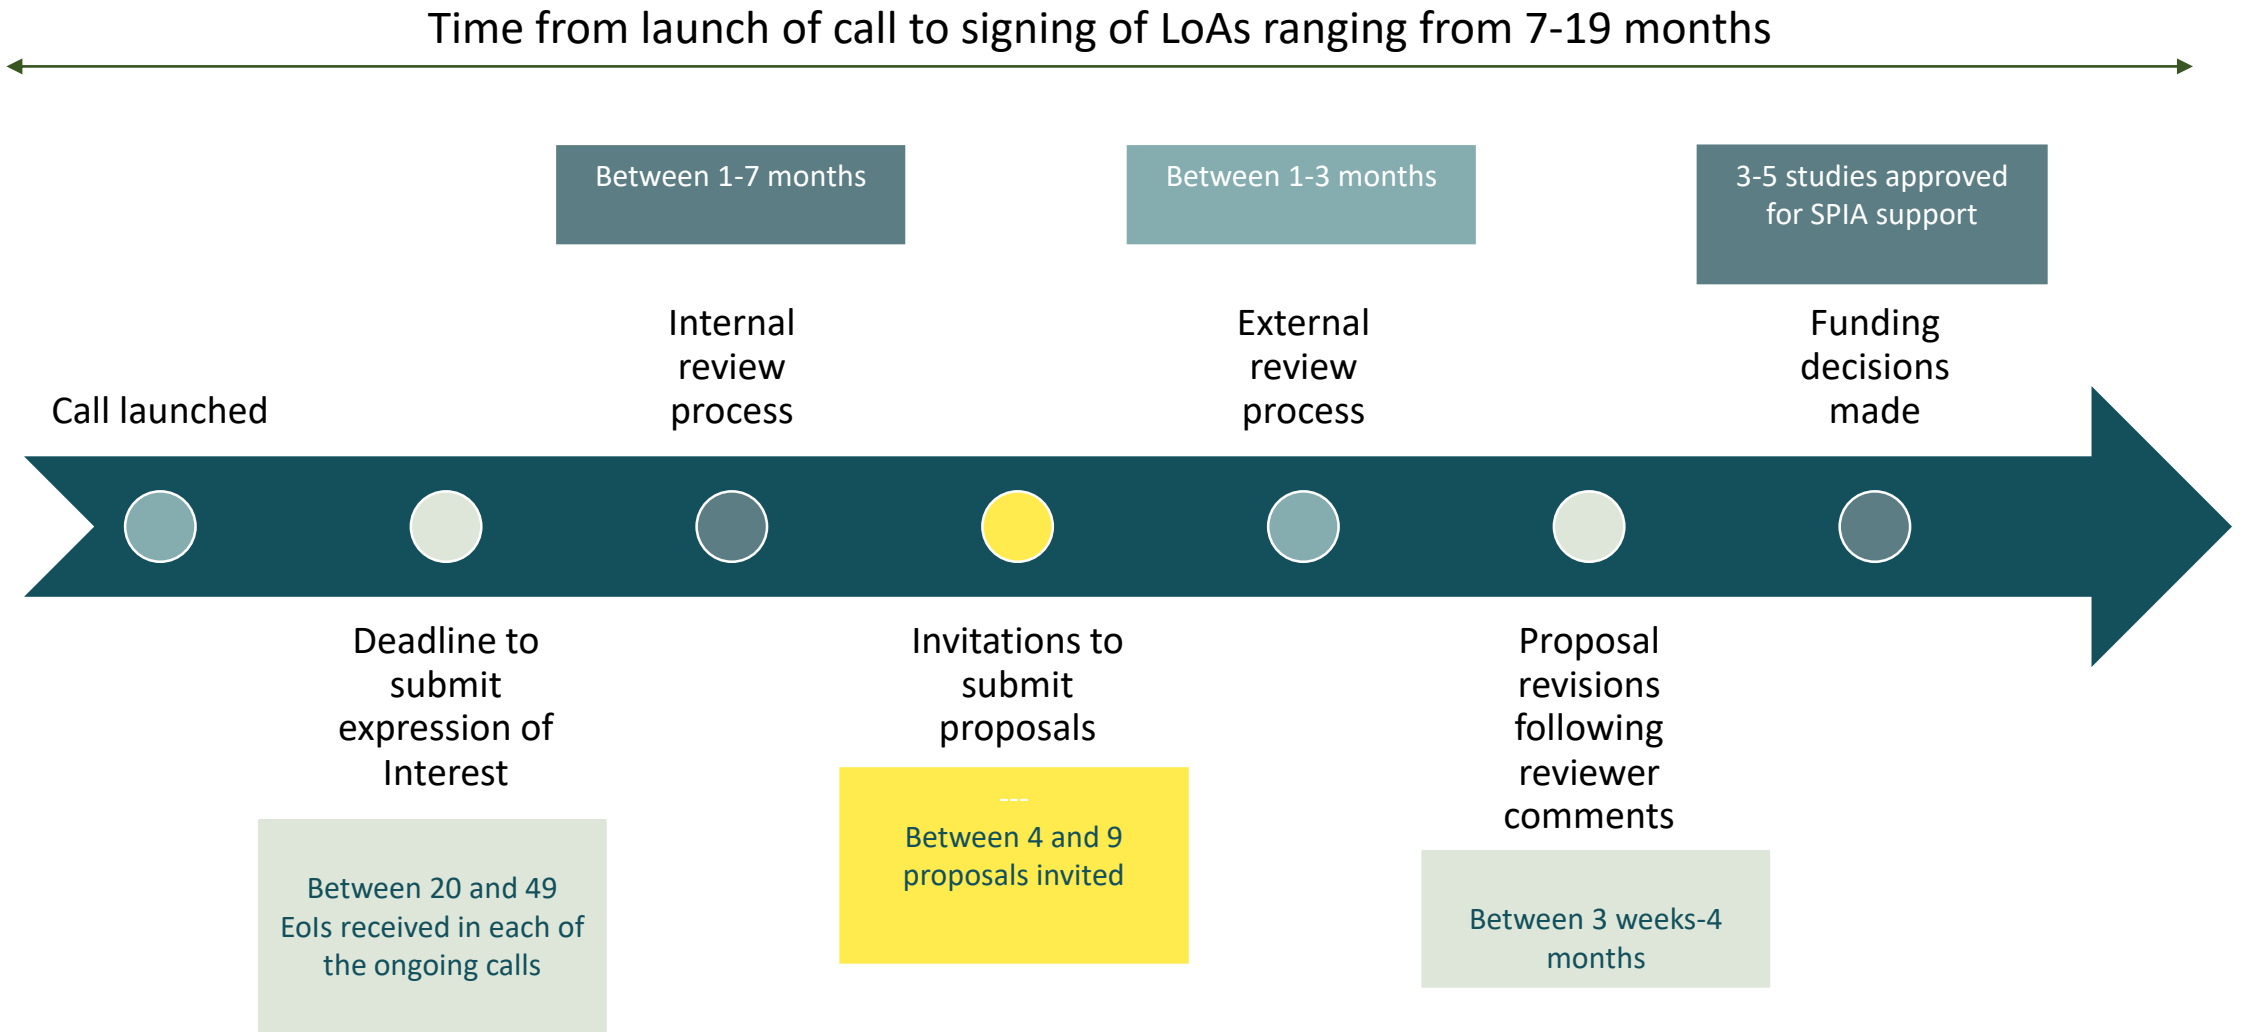 Time from launch of call to signing of LoAs ranging from 7-19 months
Between 1-7 months
Between 1-3 months
3-5 studies approved
for SPIA support
Call launched
Internal
review
process
External
review
process
Funding
decisions
made
Deadline to
submit
expression of
Interest
Invitations to
submit
proposals
Proposal
revisions
following
reviewer
comments
Between 20 and 49
EoIs received in each of
the ongoing calls
---
Between 4 and 9
proposals invited
Between 3 weeks-4
months